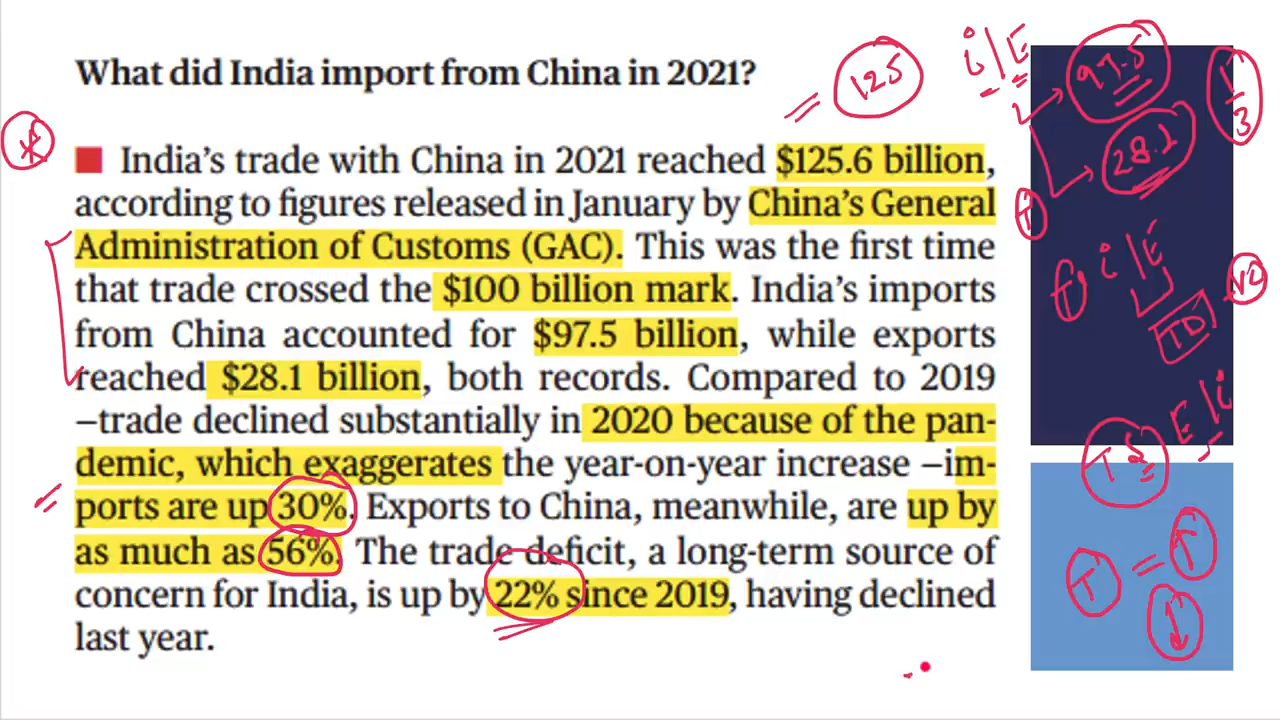 What did India import from China in 2021?
125
i/E
97.5
1/3
28.1
■ India's trade with China in 2021 reached $125.6 billion,
according to figures released in January by China's General
Administration of Customs (GAC). This was the first time
that trade crossed the $100 billion mark. India's imports
from China accounted for $97.5 billion, while exports
reached $28.1 billion, both records. Compared to 2019
–trade declined substantially in 2020 because of the pan-
demic, which exaggerates the year-on-year increase –im-
ports are up 30%. Exports to China, meanwhile, are up by
as much as 56%. The trade deficit, a long-term source of
concern for India, is up by 22% since 2019, having declined
last year.
T
i/E
TD
E/i
TS
T =